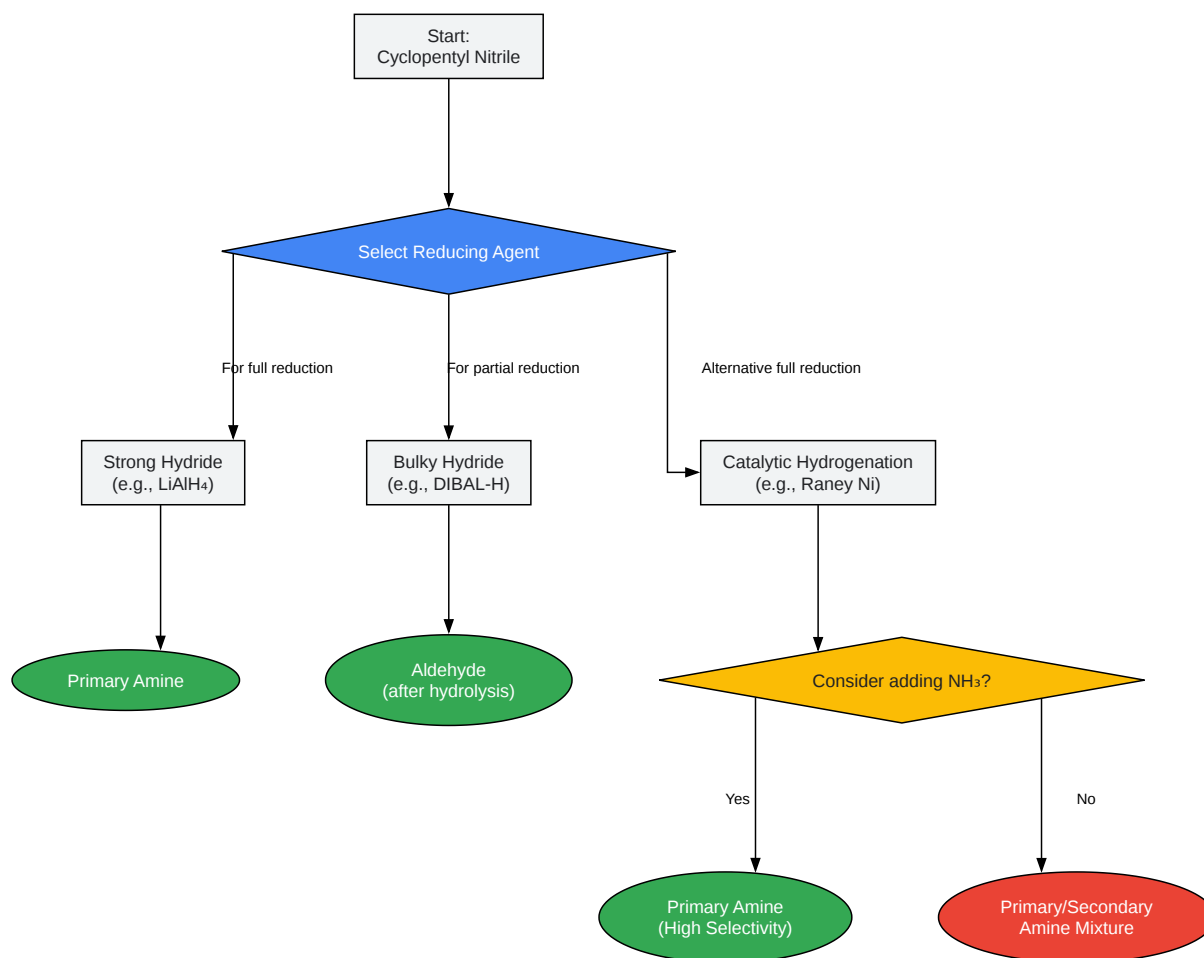 Start:
Cyclopentyl Nitrile
Select Reducing Agent
For full reduction
For partial reduction
Alternative full reduction
Strong Hydride
(e.g., LiAlH₄)
Bulky Hydride
(e.g., DIBAL-H)
Catalytic Hydrogenation
(e.g., Raney Ni)
Primary Amine
Aldehyde
(after hydrolysis)
Consider adding NH₃?
Yes
No
Primary Amine
(High Selectivity)
Primary/Secondary
Amine Mixture